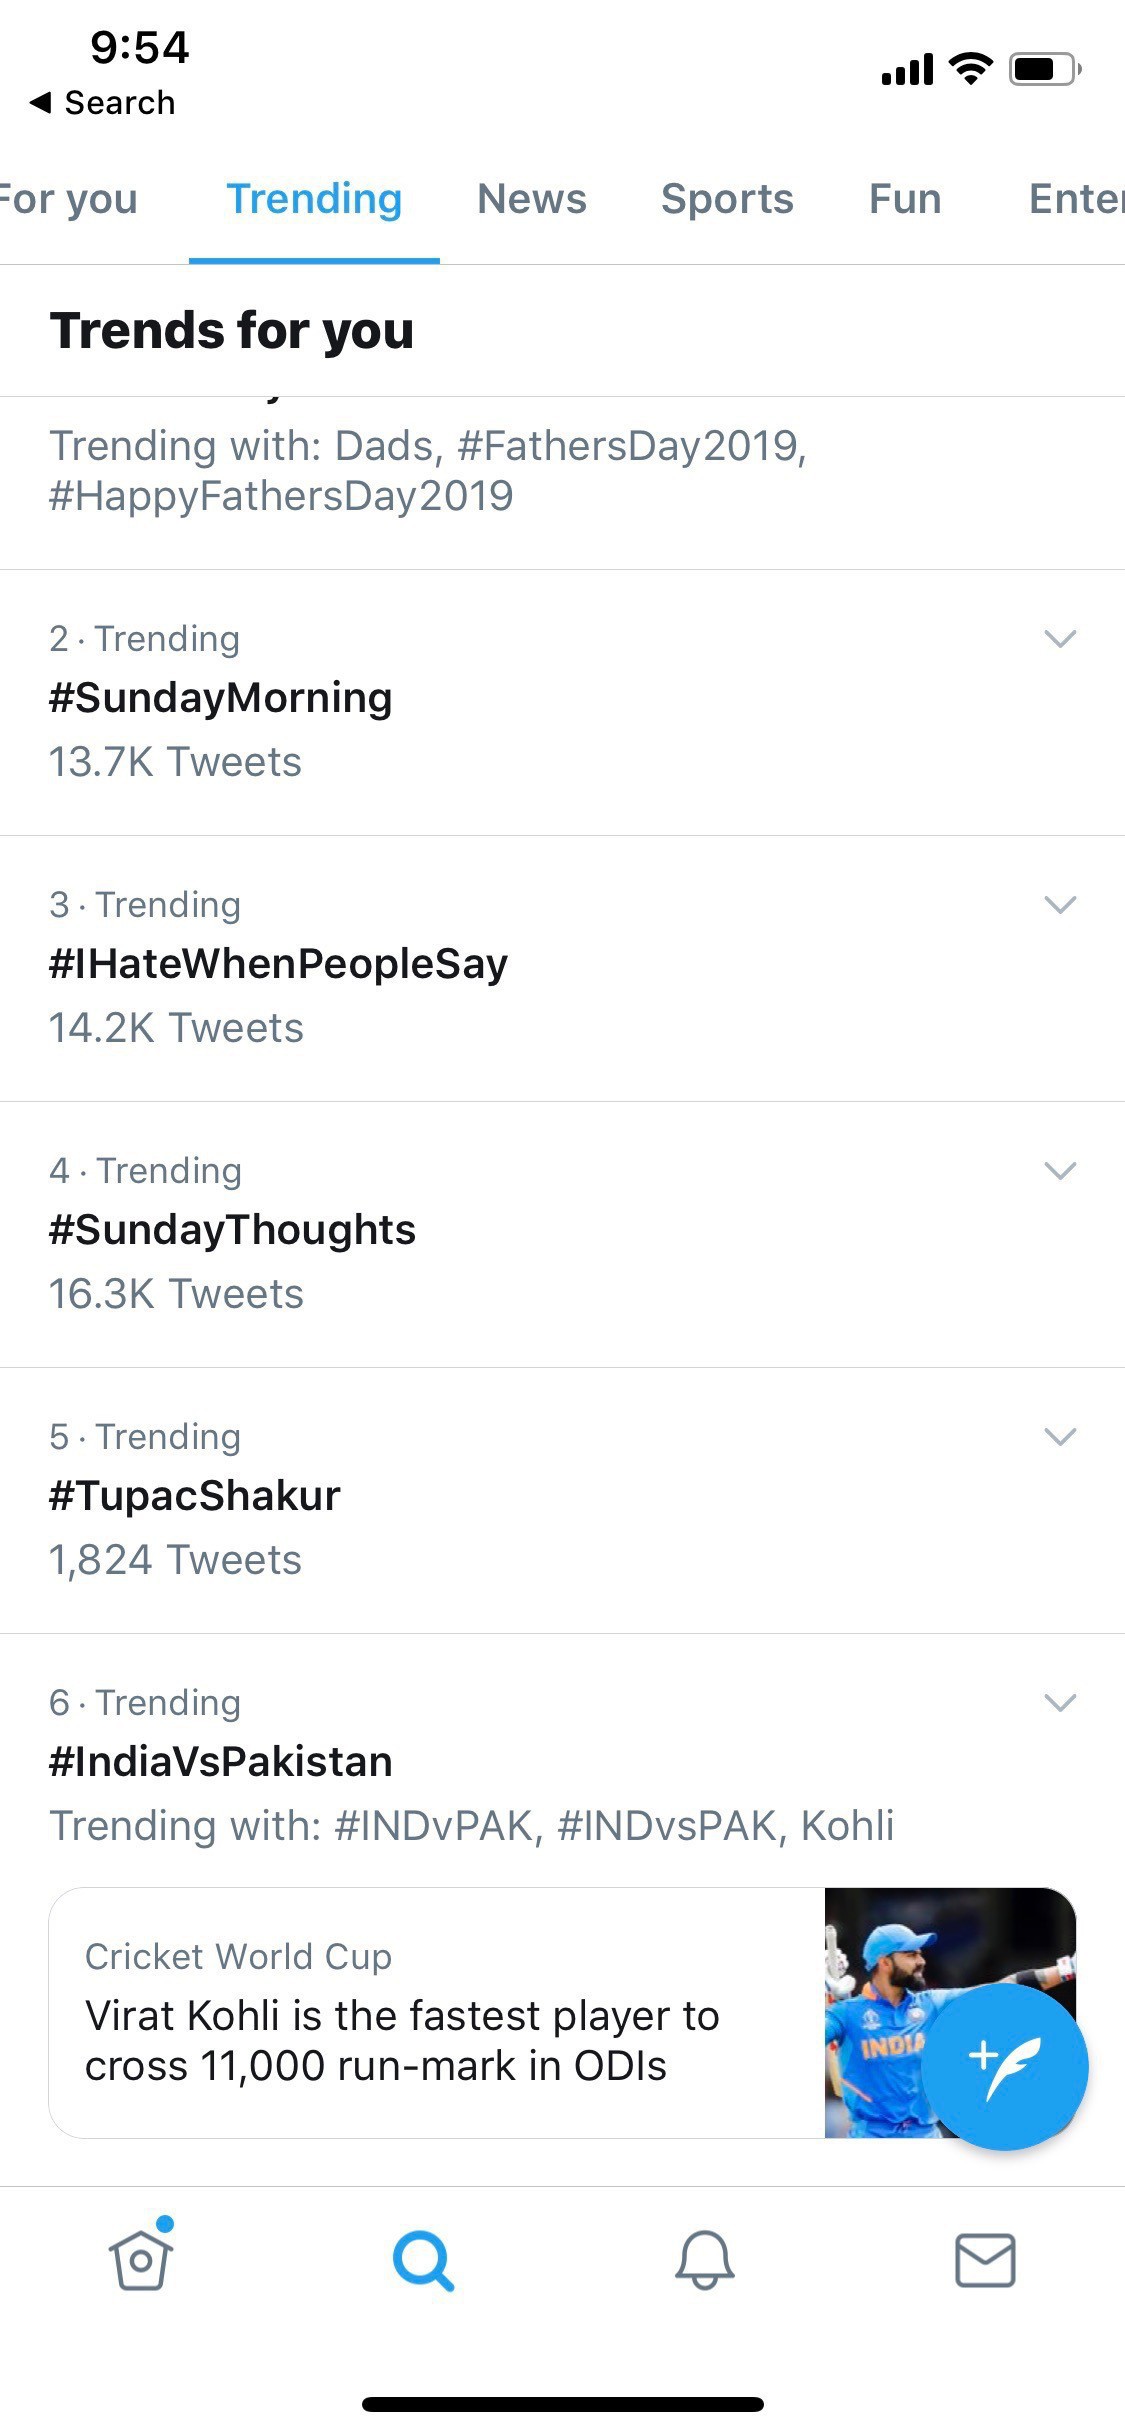 9:54
Search
For you Trending News Sports Fun
Trends for you
Trending with: Dads, #FathersDay2019,
#HappyFathersDay2019
2 · Trending
#SundayMorning
13.7K Tweets
3 · Trending
#IHateWhenPeopleSay
14.2K Tweets
4 · Trending
#SundayThoughts
16.3K Tweets
5 · Trending
#TupacShakur
1,824 Tweets
6 · Trending
#IndiaVsPakistan
Trending with: #INDvPAK, #INDvsPAK, Kohli
Cricket World Cup
Virat Kohli is the fastest player to
cross 11,000 run-mark in ODIs
INDIA